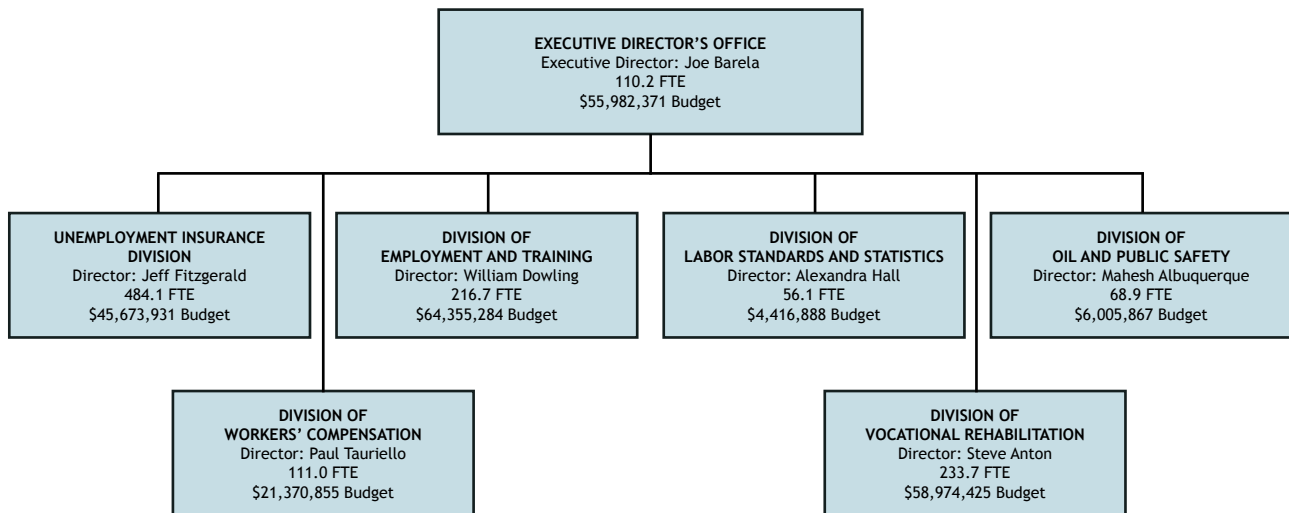 EXECUTIVE DIRECTOR’S OFFICE
Executive Director: Joe Barela
110.2 FTE
$55,982,371 Budget
UNEMPLOYMENT INSURANCE
DIVISION
Director: Jeff Fitzgerald
484.1 FTE
$45,673,931 Budget
DIVISION OF
EMPLOYMENT AND TRAINING
Director: William Dowling
216.7 FTE
$64,355,284 Budget
DIVISION OF
LABOR STANDARDS AND STATISTICS
Director: Alexandra Hall
56.1 FTE
$4,416,888 Budget
DIVISION OF
OIL AND PUBLIC SAFETY
Director: Mahesh Albuquerque
68.9 FTE
$6,005,867 Budget
DIVISION OF
WORKERS’ COMPENSATION
Director: Paul Tauriello
111.0 FTE
$21,370,855 Budget
DIVISION OF
VOCATIONAL REHABILITATION
Director: Steve Anton
233.7 FTE
$58,974,425 Budget